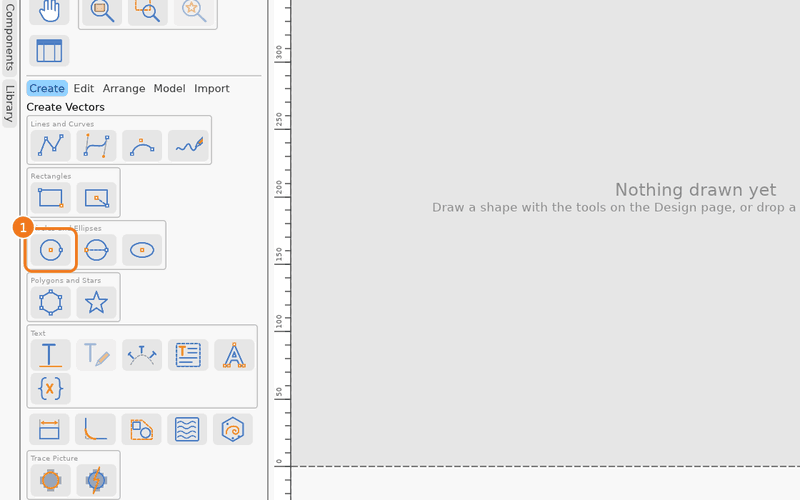 Components
Library
Create Edit Arrange Model Import
Create Vectors
Lines and Curves
Rectangles
1
and Ellipses
Polygons and Stars
Text
Trace Picture
300
250
200
150
100
50
0
Nothing drawn yet
Draw a shape with the tools on the Design page, or drop a